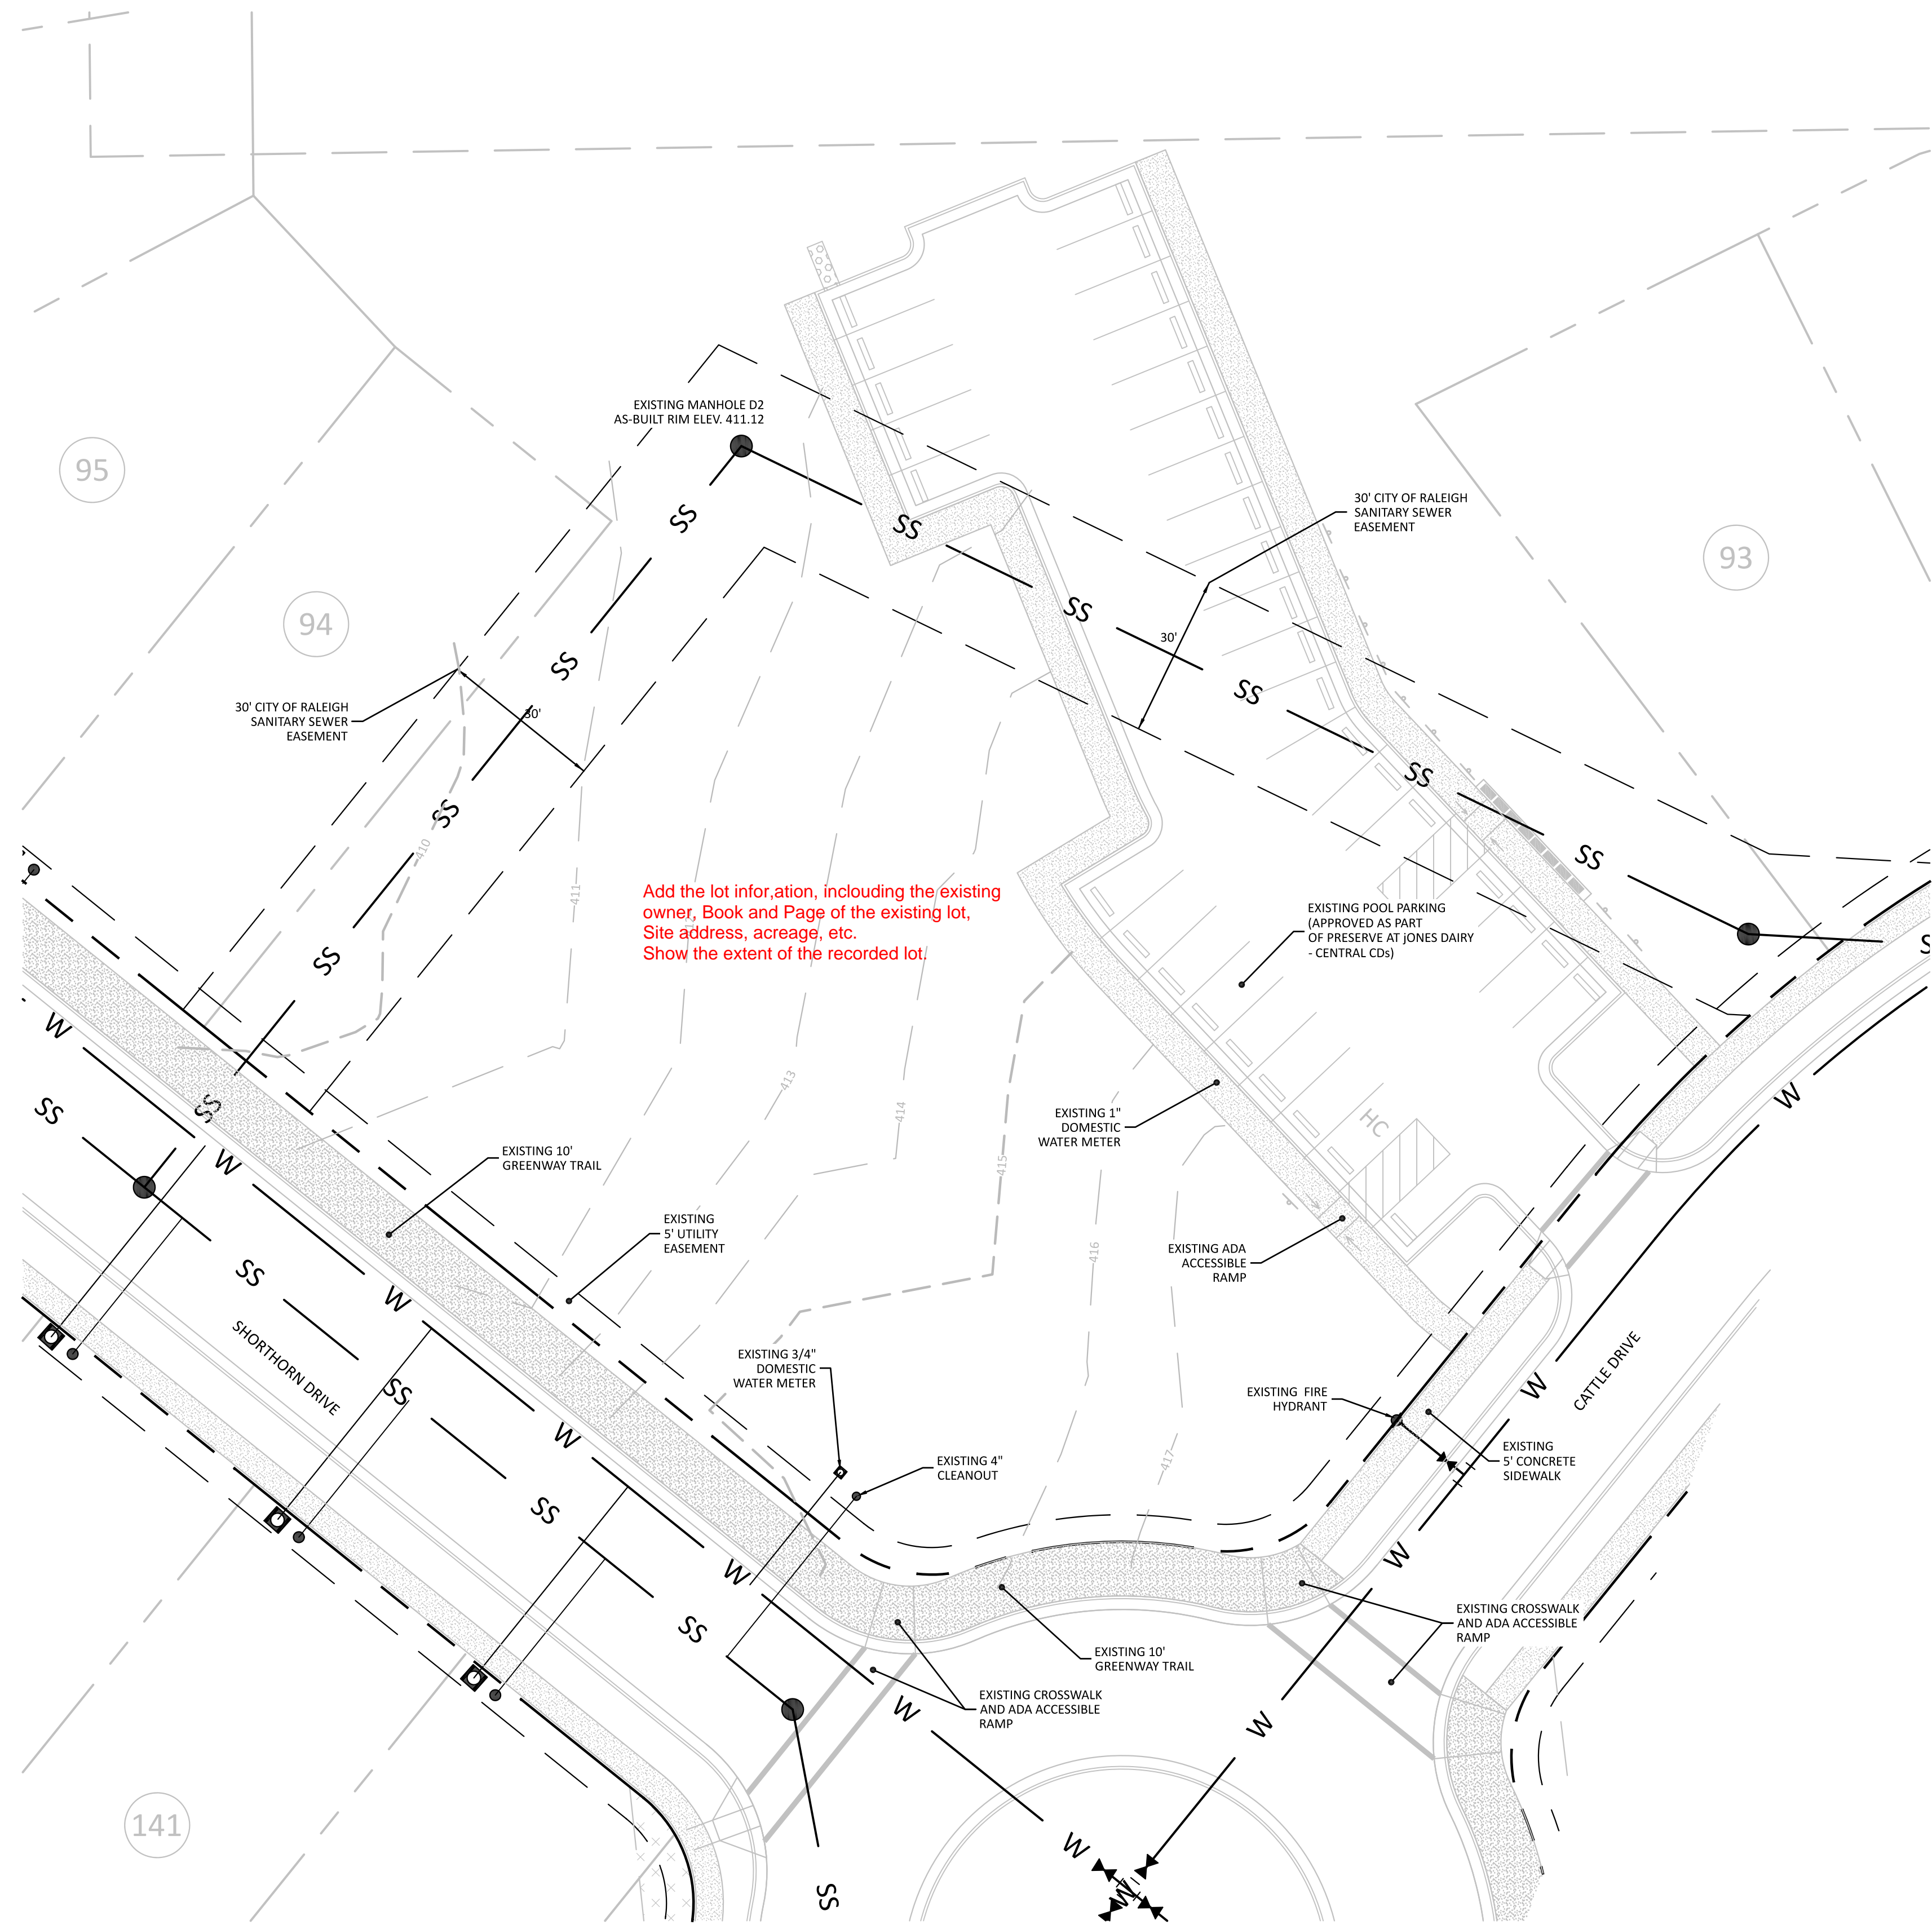 EXISTING MANHOLE D2
AS-BUILT RIM ELEV. 411.12
95
SS
SS
30' CITY OF RALEIGH
SANITARY SEWER
EASEMENT
93
94
SS
30'
SS
30' CITY OF RALEIGH
SANITARY SEWER
EASEMENT
30'
SS
SS
SS
410
SS
411
Add the lot infor,ation, inclouding the existing
owner, Book and Page of the existing lot,
Site address, acreage, etc.
Show the extent of the recorded lot.
EXISTING POOL PARKING
(APPROVED AS PART
OF PRESERVE AT jONES DAIRY
- CENTRAL CDs)
SS
S
W
413
414
W
SS
SS
EXISTING 1"
DOMESTIC
WATER METER
HC
EXISTING 10'
GREENWAY TRAIL
W
415
EXISTING
5' UTILITY
EASEMENT
416
EXISTING ADA
ACCESSIBLE
RAMP
SS
W
SHORTHORN DRIVE
EXISTING 3/4"
DOMESTIC
WATER METER
SS
W
CATTLE DRIVE
EXISTING FIRE
HYDRANT
W
417
EXISTING 4"
CLEANOUT
EXISTING
5' CONCRETE
SIDEWALK
SS
W
W
SS
EXISTING CROSSWALK
AND ADA ACCESSIBLE
RAMP
EXISTING 10'
GREENWAY TRAIL
EXISTING CROSSWALK
AND ADA ACCESSIBLE
RAMP
W
W
141
W
SS
W